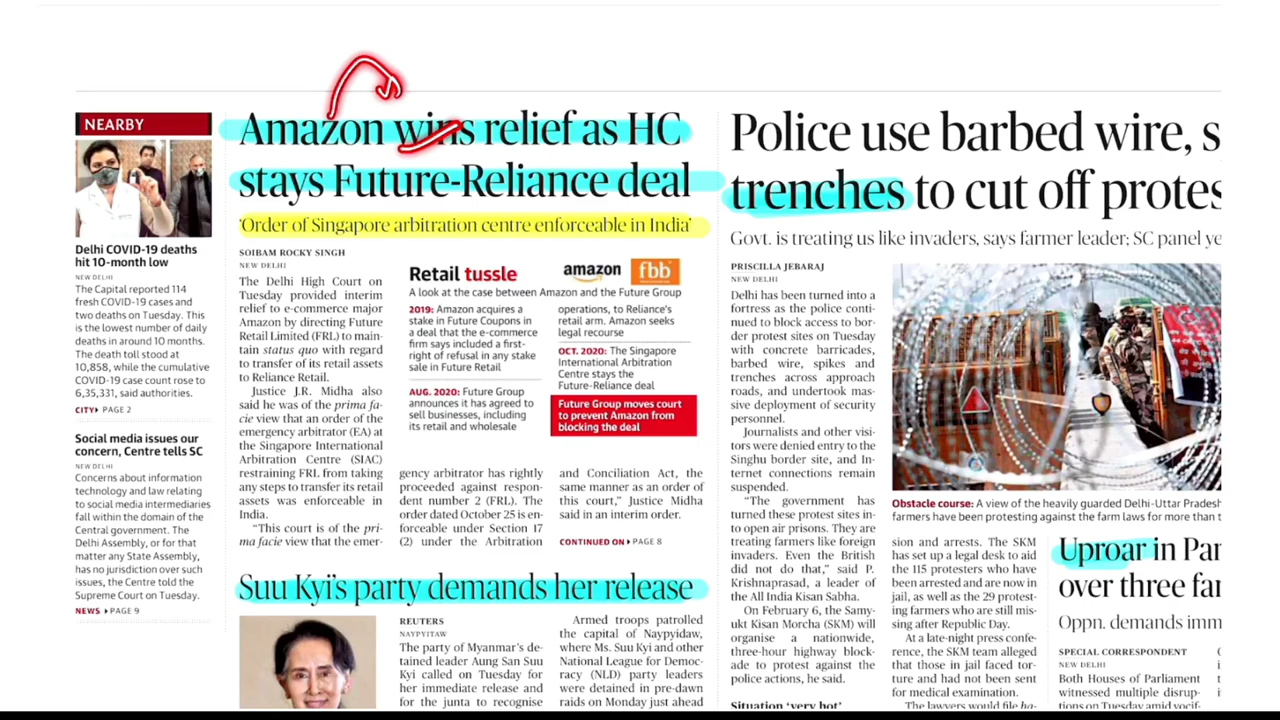 NEARBY
Delhi COVID-19 deaths
hit 10-month low
NEW DELHI
The Capital reported 114
fresh COVID-19 cases and
two deaths on Tuesday. This
is the lowest number of daily
deaths in around 10 months.
The death toll stood at
10,858, while the cumulative
COVID-19 case count rose to
6,35,331, said authorities.
CITY PAGE 2
Social media issues our
concern, Centre tells SC
NEW DELHI
Concerns about information
technology and law relating
to social media intermediaries
fall within the domain of the
Central government. The
Delhi Assembly, or for that
matter any State Assembly,
has no jurisdiction over such
issues, the Centre told the
Supreme Court on Tuesday.
NEWS PAGE 9
Amazon wins relief as HC
stays Future-Reliance deal
'Order of Singapore arbitration centre enforceable in India'
SOIBAM ROCKY SINGH
NEW DELHI
The Delhi High Court on
Tuesday provided interim
relief to e-commerce major
Amazon by directing Future
Retail Limited (FRL) to main-
tain status quo with regard
to transfer of its retail assets
to Reliance Retail.
Justice J.R. Midha also
said he was of the prima fa-
cie view that an order of the
emergency arbitrator (EA) at
the Singapore International
Arbitration Centre (SIAC)
restraining FRL from taking
any steps to transfer its retail
assets was enforceable in
India.
"This court is of the pri-
ma facie view that the emer-
Retail tussle
amazon
fbb
A look at the case between Amazon and the Future Group
2019: Amazon acquires a
stake in Future Coupons in
a deal that the e-commerce
firm says included a first-
right of refusal in any stake
sale in Future Retail
AUG. 2020: Future Group
announces it has agreed to
sell businesses, including
its retail and wholesale
operations, to Reliance's
retail arm. Amazon seeks
legal recourse
OCT. 2020: The Singapore
International Arbitration
Centre stays the
Future-Reliance deal
Future Group moves court
to prevent Amazon from
blocking the deal
gency arbitrator has rightly
proceeded against respon-
dent number 2 (FRL). The
order dated October 25 is en-
forceable under Section 17
(2) under the Arbitration
and Conciliation Act, the
same manner as an order of
this court," Justice Midha
said in an interim order.
CONTINUED ON PAGE 8
Suu Kyi's party demands her release
REUTERS
NAYPYITAW
The party of Myanmar's de-
tained leader Aung San Suu
Kyi called on Tuesday for
her immediate release and
for the junta to recognise
Armed troops patrolled
the capital of Naypyidaw,
where Ms. Suu Kyi and other
National League for Democ-
racy (NLD) party leaders
were detained in pre-dawn
raids on Monday just ahead
Police use barbed wire, s
trenches to cut off protes
Govt. is treating us like invaders, says farmer leader; SC panel ye
PRISCILLA JEBARAJ
NEW DELHI
Delhi has been turned into a
fortress as the police conti-
nued to block access to bor-
der protest sites on Tuesday
with concrete barricades,
barbed wire, spikes and
trenches across approach
roads, and undertook mas-
sive deployment of security
personnel.
Journalists and other visi-
tors were denied entry to the
Singhu border site, and In-
ternet connections remain
suspended.
"The government has
turned these protest sites in-
to open air prisons. They are
treating farmers like foreign
invaders. Even the British
did not do that," said P.
Krishnaprasad, a leader of
the All India Kisan Sabha.
On February 6, the Samy-
ukt Kisan Morcha (SKM) will
organise a nationwide,
three-hour highway block-
ade to protest against the
police actions, he said.
Situation 'very hot'
Obstacle course: A view of the heavily guarded Delhi-Uttar Pradesh
farmers have been protesting against the farm laws for more than t
sion and arrests. The SKM
has set up a legal desk to aid
the 115 protesters who have
been arrested and are now in
jail, as well as the 29 protest-
ing farmers who are still mis-
sing after Republic Day.
At a late-night press confe-
rence, the SKM team alleged
that those in jail faced tor-
ture and had not been sent
for medical examination.
The lawyers would file ha-
Uproar in Par
over three far
Oppn. demands imm
SPECIAL CORRESPONDENT
NEW DELHI
Both Houses of Parliament
witnessed multiple disrup-
tions on Tuesday amid vocif-